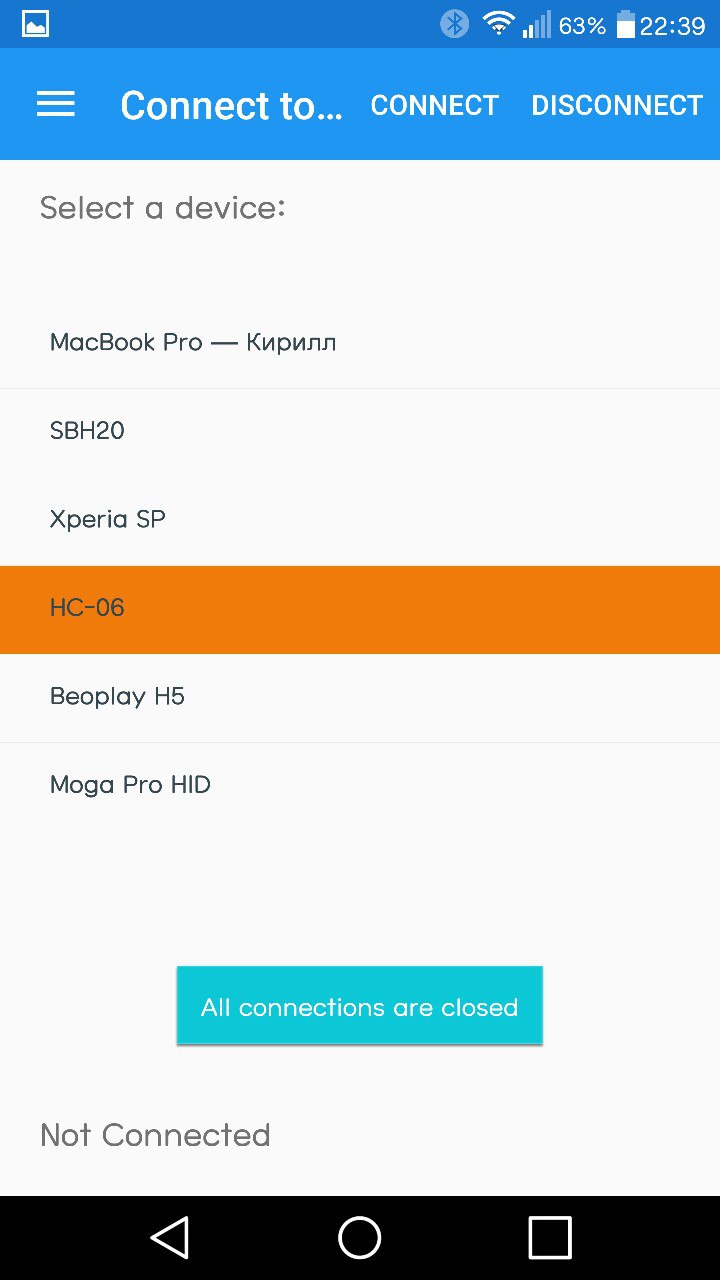 63% 22:39
Connect to… CONNECT DISCONNECT
Select a device:
MacBook Pro — Кирилл
SBH20
Xperia SP
HC-06
Beoplay H5
Moga Pro HID
All connections are closed
Not Connected